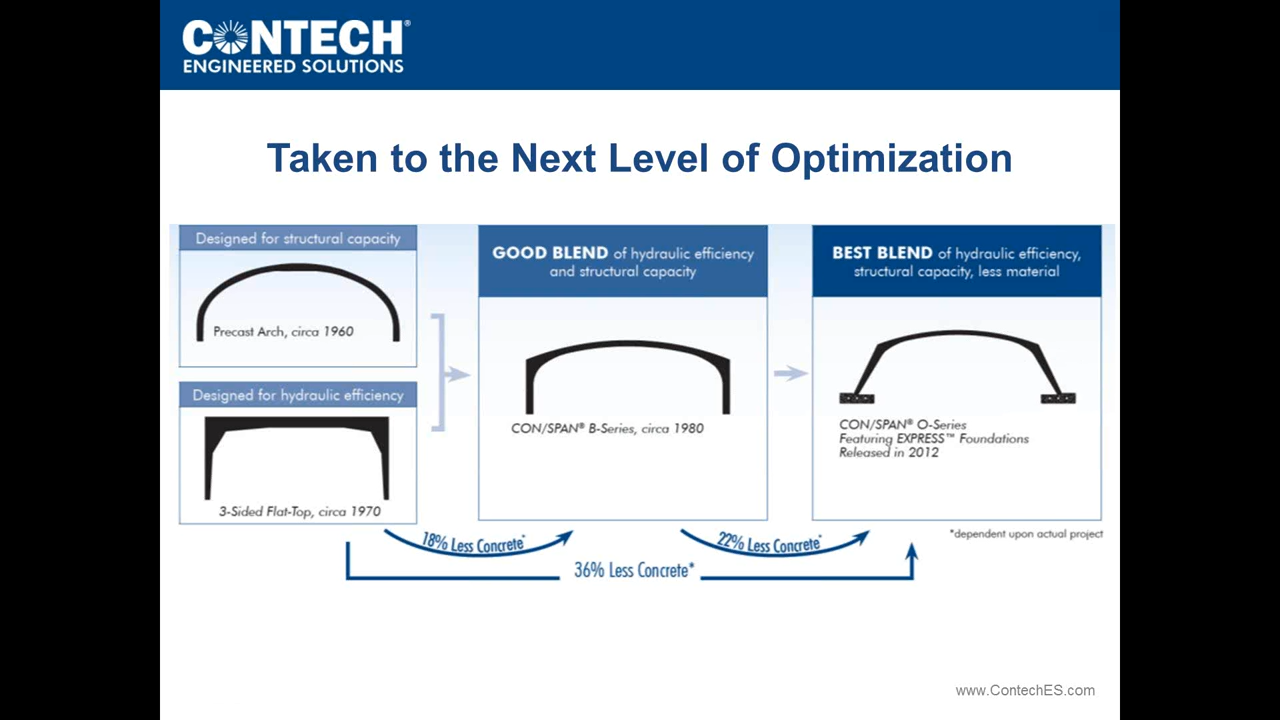 CONTECH®
ENGINEERED SOLUTIONS
Taken to the Next Level of Optimization
Designed for structural capacity
Precast Arch, circa 1960
Designed for hydraulic efficiency
3-Sided Flat-Top, circa 1970
GOOD BLEND of hydraulic efficiency
and structural capacity
CON/SPAN® B-Series, circa 1980
BEST BLEND of hydraulic efficiency,
structural capacity, less material
CON/SPAN® O-Series
Featuring EXPRESS™ Foundations
Released in 2012
*dependent upon actual project
18% Less Concrete*
22% Less Concrete*
36% Less Concrete*
www.ContechES.com